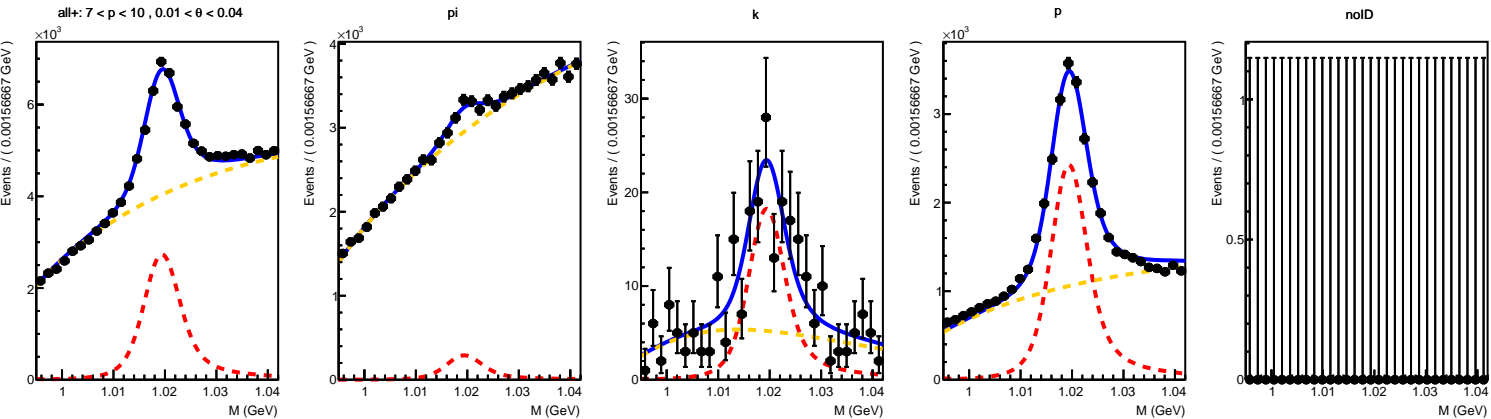 all+: 7 < p < 10 , 0.01 < θ < 0.04
×10³
Events / ( 0.00156667 GeV )
6
4
2
0
1 1.01 1.02 1.03 1.04
M (GeV)
pi
×10³
Events / ( 0.00156667 GeV )
4
3
2
1
0
1 1.01 1.02 1.03 1.04
M (GeV)
k
Events / ( 0.00156667 GeV )
30
20
10
0
1 1.01 1.02 1.03 1.04
M (GeV)
p
×10³
Events / ( 0.00156667 GeV )
3
2
1
0
1 1.01 1.02 1.03 1.04
M (GeV)
noID
Events / ( 0.00156667 GeV )
1
0.5
0
1 1.01 1.02 1.03 1.04
M (GeV)